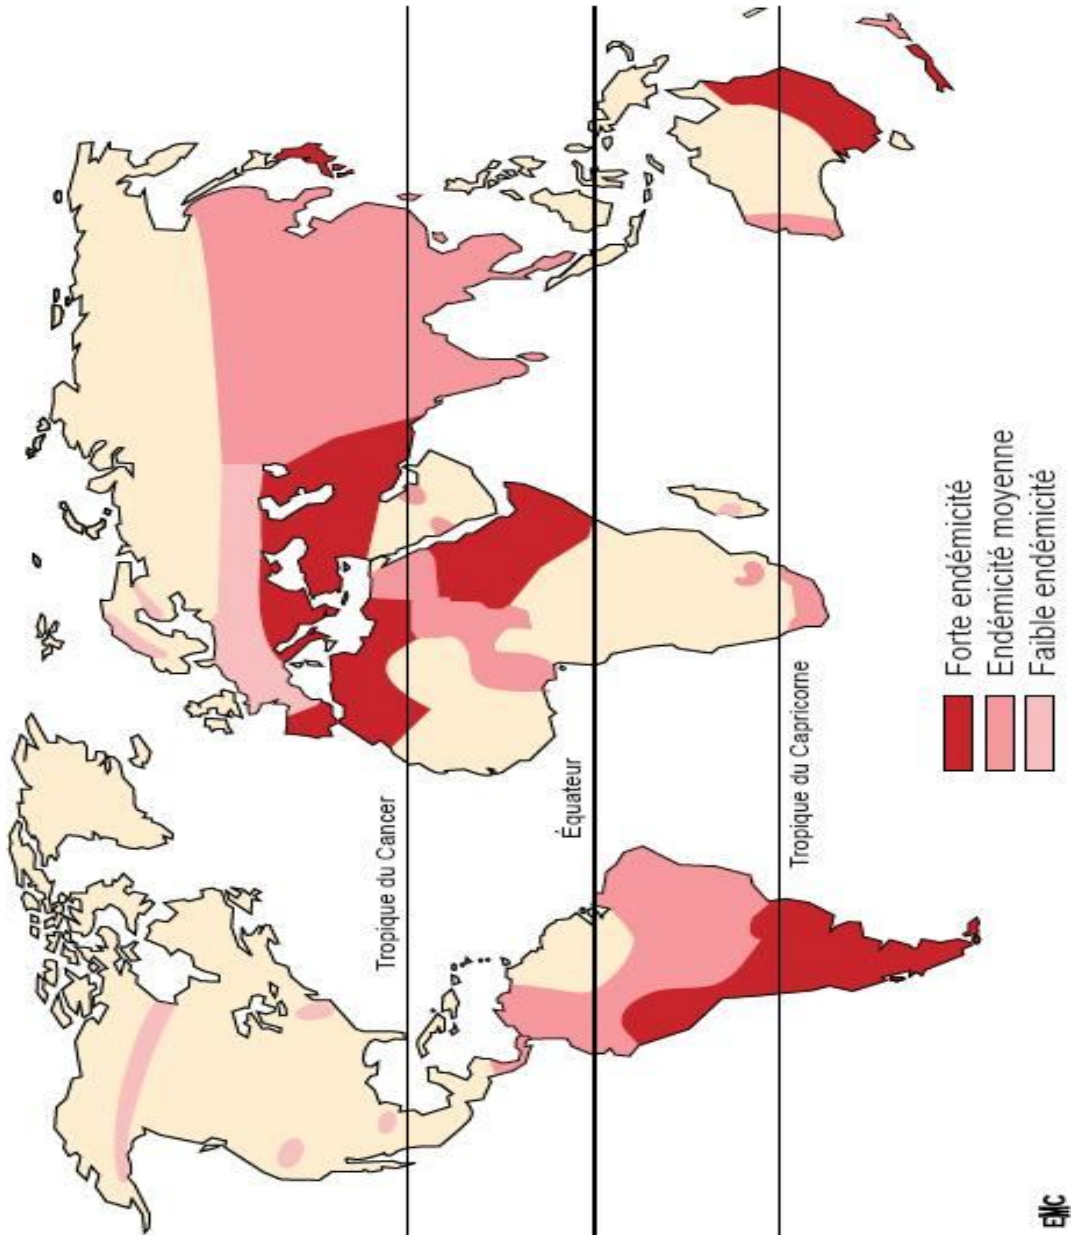 Tropique du Cancer
Équateur
Tropique du Capricorne
Forte endémicité
Endémicité moyenne
Faible endémicité
EMC